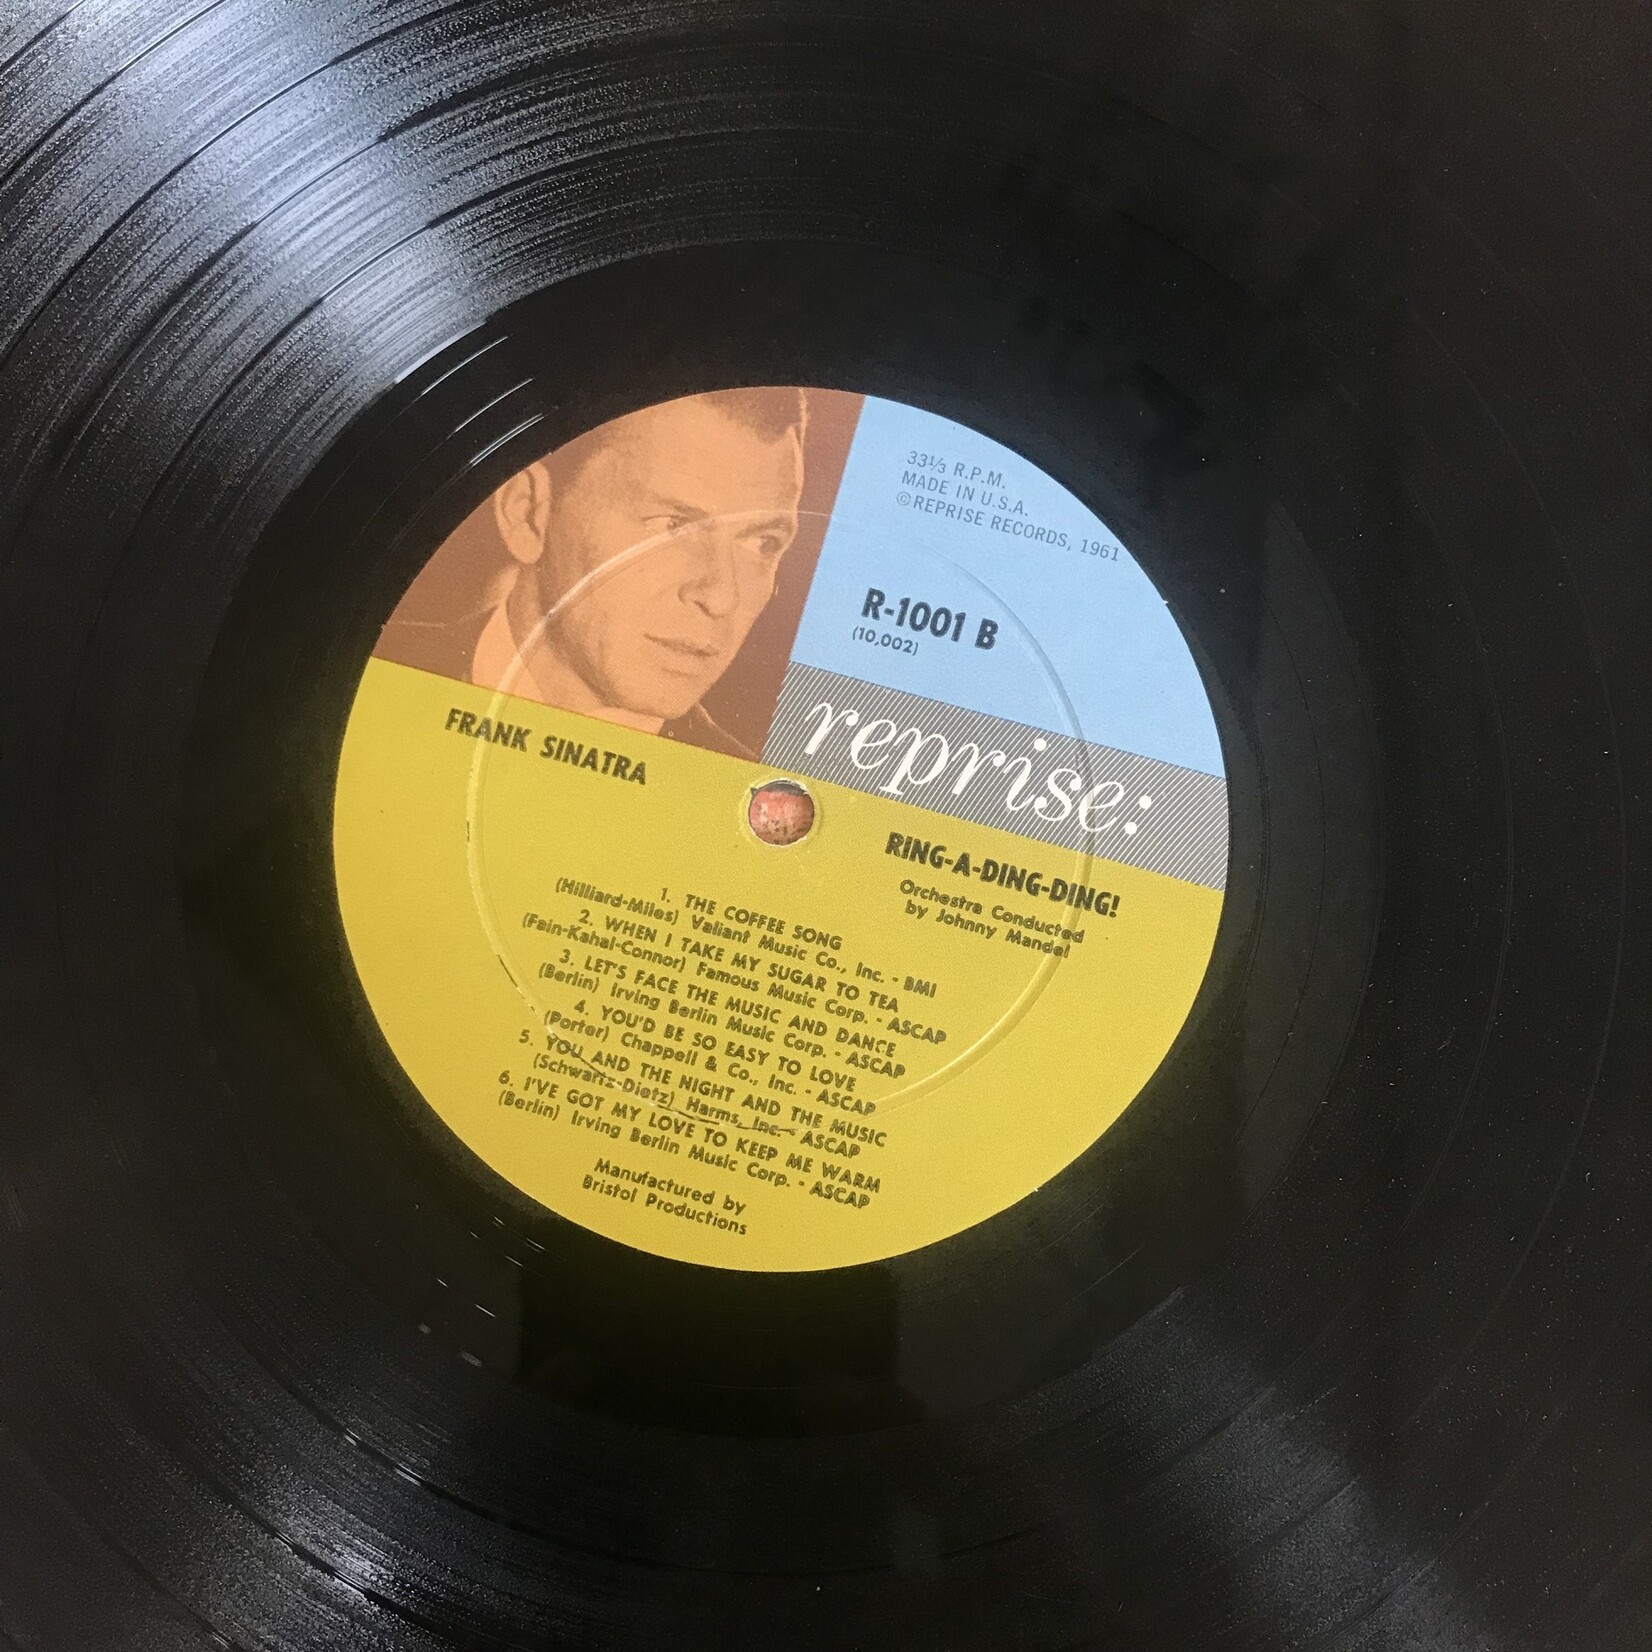 33⅓ R.P.M.
MADE IN U.S.A.
©REPRISE RECORDS, 1961
R-1001 B
(10,002)
reprise:
FRANK SINATRA
RING-A-DING-DING!
Orchestra Conducted
by Johnny Mandel
1. THE COFFEE SONG
(Hilliard-Miles) Valiant Music Co., Inc. - BMI
2. WHEN I TAKE MY SUGAR TO TEA
(Fain-Kahal-Connor) Famous Music Corp. - ASCAP
3. LET'S FACE THE MUSIC AND DANCE
(Berlin) Irving Berlin Music Corp. - ASCAP
4. YOU'D BE SO EASY TO LOVE
(Porter) Chappell & Co., Inc. - ASCAP
5. YOU AND THE NIGHT AND THE MUSIC
(Schwartz-Dietz) Harms, Inc. - ASCAP
6. I'VE GOT MY LOVE TO KEEP ME WARM
(Berlin) Irving Berlin Music Corp. - ASCAP
Manufactured by
Bristol Productions